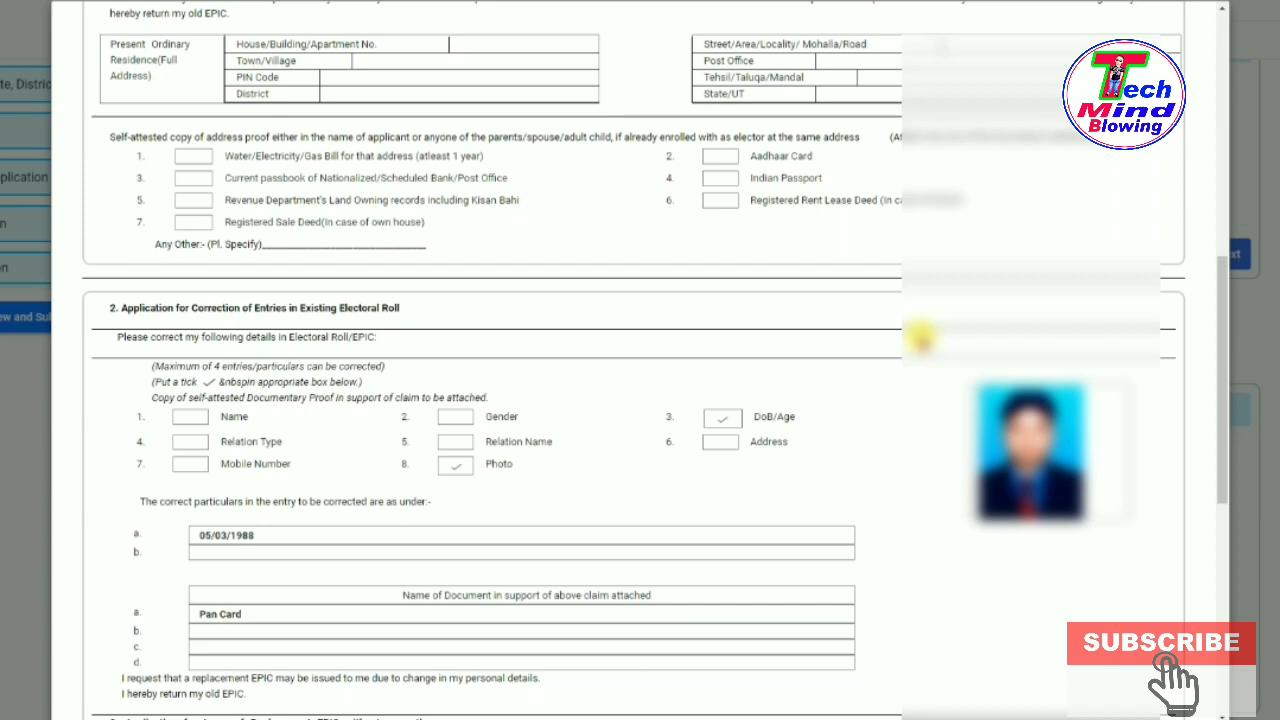 hereby return my old EPIC.
Present Ordinary Residence(Full Address)
House/Building/Apartment No.
Town/Village
PIN Code
District
Street/Area/Locality/ Mohalla/Road
Post Office
Tehsil/Taluqa/Mandal
State/UT
Tech
Mind
Blowing
te, District
Self-attested copy of address proof either in the name of applicant or anyone of the parents/spouse/adult child, if already enrolled with as elector at the same address
1. Water/Electricity/Gas Bill for that address (atleast 1 year)
2. Aadhaar Card
3. Current passbook of Nationalized/Scheduled Bank/Post Office
4. Indian Passport
plication
5. Revenue Department's Land Owning records including Kisan Bahi
6. Registered Rent Lease Deed (In
7. Registered Sale Deed(In case of own house)
n
Any Other:- (Pl. Specify)
xt
on
2. Application for Correction of Entries in Existing Electoral Roll
ew and Sub
Please correct my following details in Electoral Roll/EPIC:
(Maximum of 4 entries/particulars can be corrected)
(Put a tick ✓ &nbspin appropriate box below.)
Copy of self-attested Documentary Proof in support of claim to be attached.
1. Name
2. Gender
3. ✓ DoB/Age
4. Relation Type
5. Relation Name
6. Address
7. Mobile Number
8. ✓ Photo
The correct particulars in the entry to be corrected are as under:-
a. 05/03/1988
b.
Name of Document in support of above claim attached
a. Pan Card
b.
c.
d.
I request that a replacement EPIC may be issued to me due to change in my personal details.
I hereby return my old EPIC.
SUBSCRIBE